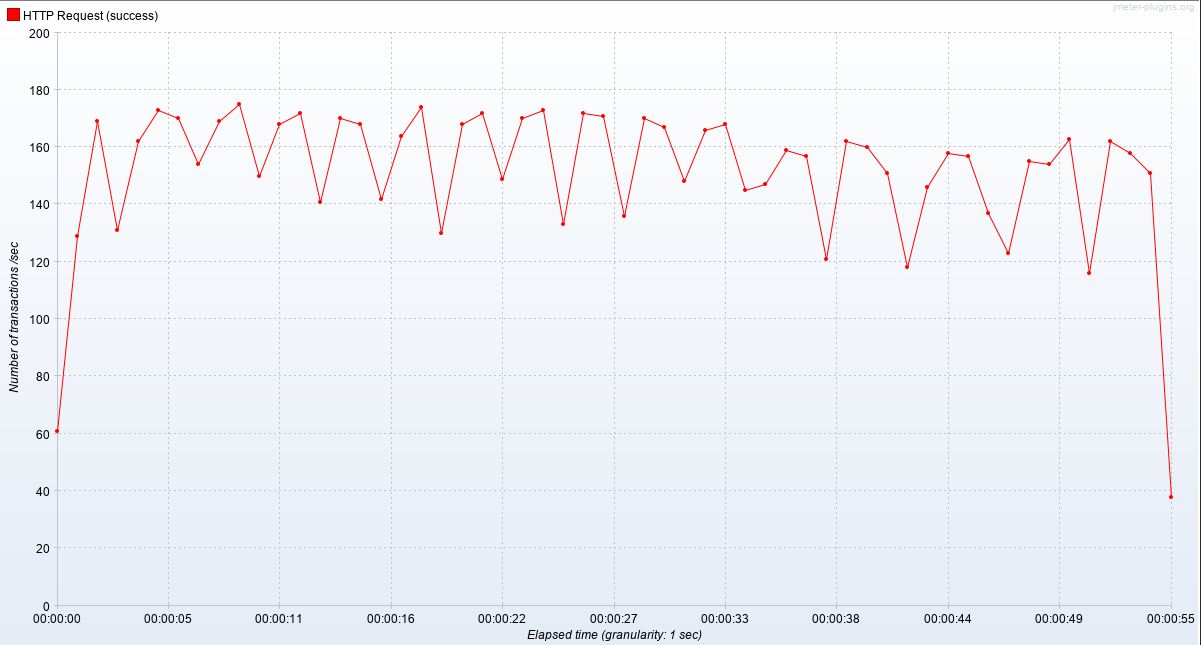 jmeter-plugins.org
HTTP Request (success)
200
180
160
140
120
100
80
60
40
20
0
Number of transactions /sec
00:00:00 00:00:05 00:00:11 00:00:16 00:00:22 00:00:27 00:00:33 00:00:38 00:00:44 00:00:49 00:00:55
Elapsed time (granularity: 1 sec)